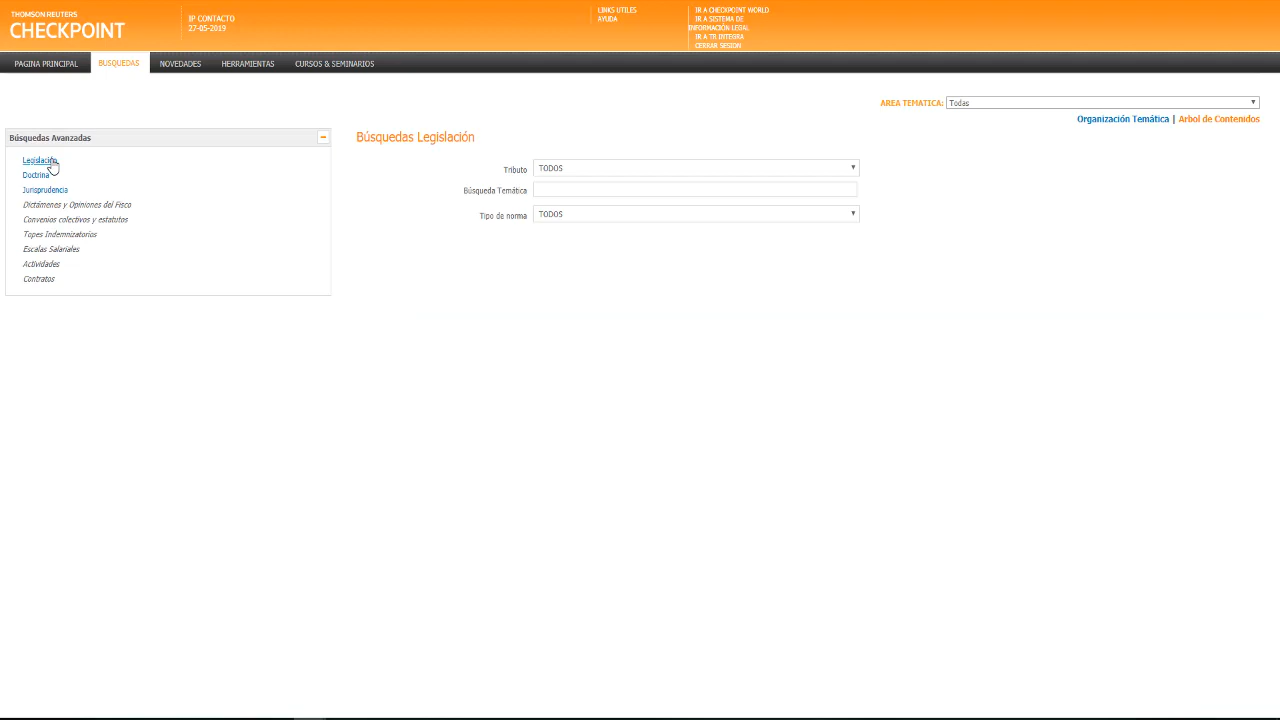 THOMSON REUTERS
CHECKPOINT
IP CONTACTO
27-05-2019
LINKS UTILES
AYUDA
IR A CHECKPOINT WORLD
IR A SISTEMA DE
INFORMACIÓN LEGAL
IR A TR INTEGRA
CERRAR SESION
PAGINA PRINCIPAL
BUSQUEDAS
NOVEDADES
HERRAMIENTAS
CURSOS & SEMINARIOS
AREA TEMATICA: Todas
Organización Temática | Arbol de Contenidos
Búsquedas Avanzadas
Legislación
Doctrina
Jurisprudencia
Dictámenes y Opiniones del Fisco
Convenios colectivos y estatutos
Topes Indemnizatorios
Escalas Salariales
Actividades
Contratos
Búsquedas Legislación
Tributo TODOS
Búsqueda Temática
Tipo de norma TODOS